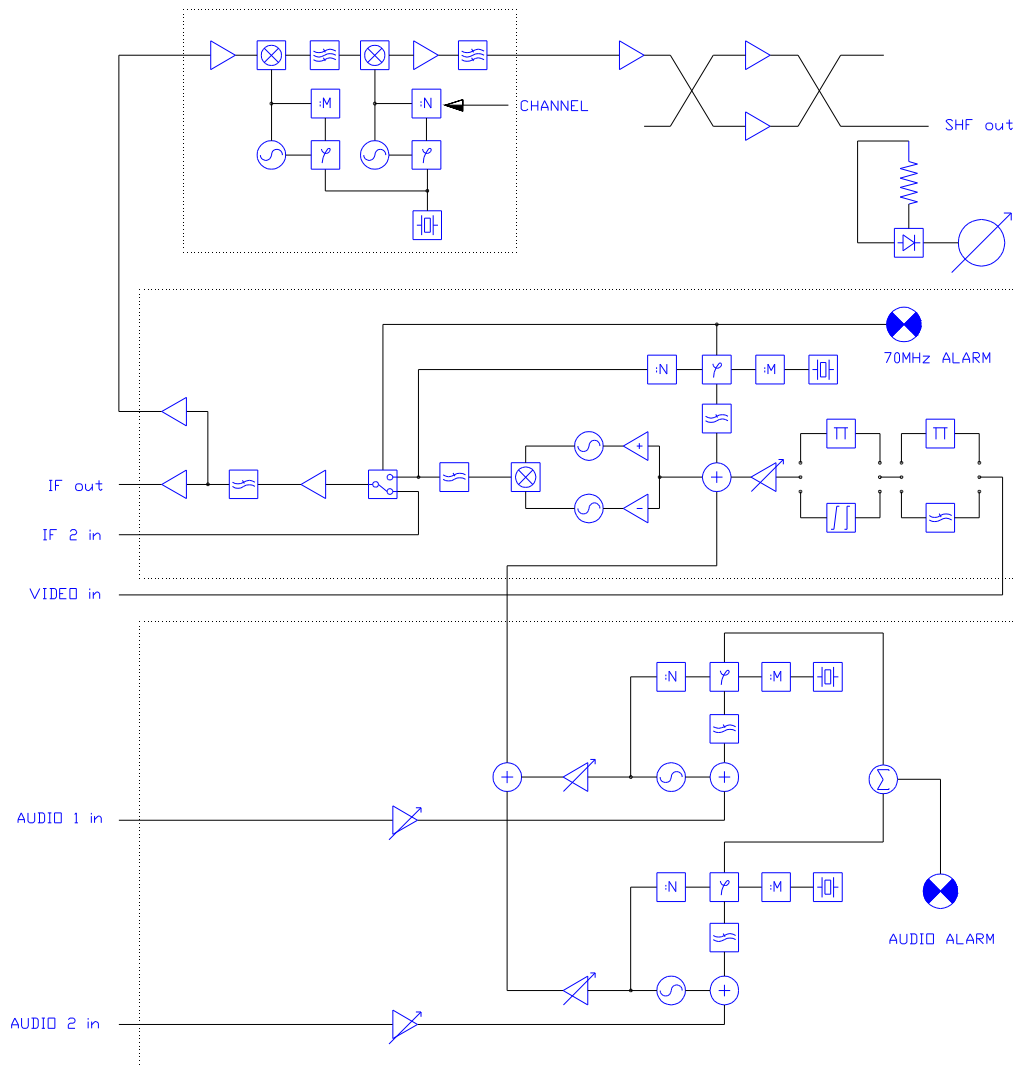 :M
:N
CHANNEL
φ
φ
SHF out
70MHz ALARM
:N
φ
:M
IF out
IF 2 in
VIDEO in
:N
φ
:M
AUDIO 1 in
Σ
:N
φ
:M
AUDIO ALARM
AUDIO 2 in